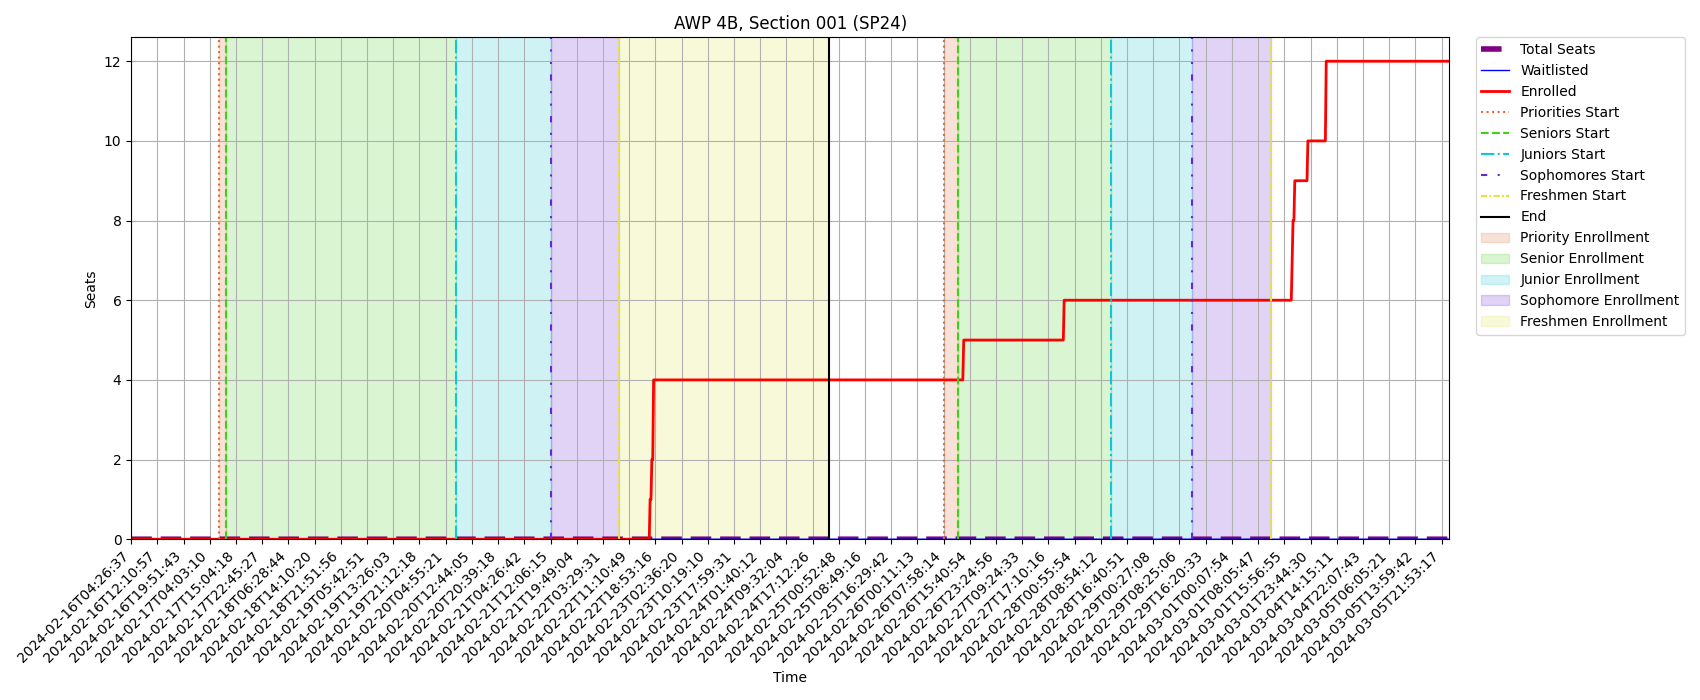 AWP 4B, Section 001 (SP24)
Seats
12
10
8
6
4
2
0
2024-02-16T04:26:37
2024-02-16T12:10:57
2024-02-16T19:51:43
2024-02-17T04:03:10
2024-02-17T15:04:18
2024-02-17T22:45:27
2024-02-18T06:28:44
2024-02-18T14:10:20
2024-02-18T21:51:56
2024-02-19T05:42:51
2024-02-19T13:26:03
2024-02-19T21:12:18
2024-02-20T04:55:21
2024-02-20T12:44:05
2024-02-20T20:39:18
2024-02-21T04:26:42
2024-02-21T12:06:15
2024-02-21T19:49:04
2024-02-22T03:29:31
2024-02-22T11:10:49
2024-02-22T18:53:16
2024-02-23T02:36:20
2024-02-23T10:19:10
2024-02-23T17:59:31
2024-02-24T01:40:12
2024-02-24T09:32:04
2024-02-24T17:12:26
2024-02-25T00:52:48
2024-02-25T08:49:16
2024-02-25T16:29:42
2024-02-26T00:11:13
2024-02-26T07:58:14
2024-02-26T15:40:54
2024-02-26T23:24:56
2024-02-27T09:24:33
2024-02-27T17:10:16
2024-02-28T00:55:54
2024-02-28T08:54:12
2024-02-28T16:40:51
2024-02-29T00:27:08
2024-02-29T08:25:06
2024-02-29T16:20:33
2024-03-01T00:07:54
2024-03-01T08:05:47
2024-03-01T15:56:55
2024-03-01T23:44:30
2024-03-04T14:15:11
2024-03-04T22:07:43
2024-03-05T06:05:21
2024-03-05T13:59:42
2024-03-05T21:53:17
Time
Total Seats
Waitlisted
Enrolled
Priorities Start
Seniors Start
Juniors Start
Sophomores Start
Freshmen Start
End
Priority Enrollment
Senior Enrollment
Junior Enrollment
Sophomore Enrollment
Freshmen Enrollment